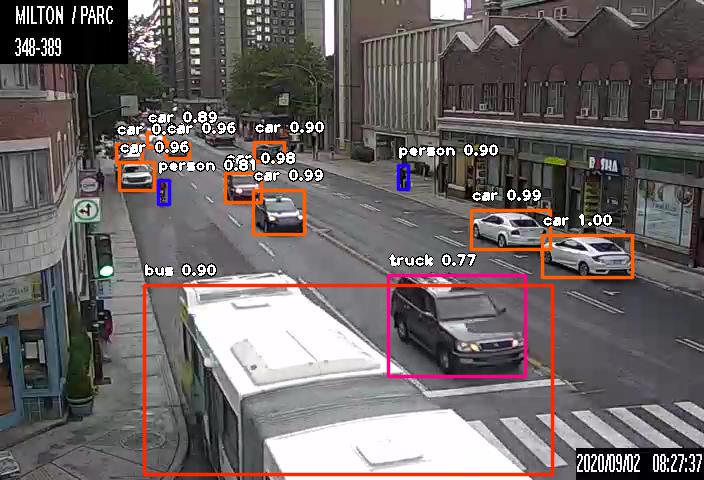 MILTON / PARC
348-389
car 0.89
car 0.96
car 0.90
car 0.96
person 0.90
person 0.81
0.98
car 0.99
car 0.99
car 1.00
BASHA
truck 0.77
bus 0.90
2020/09/02 08:27:37